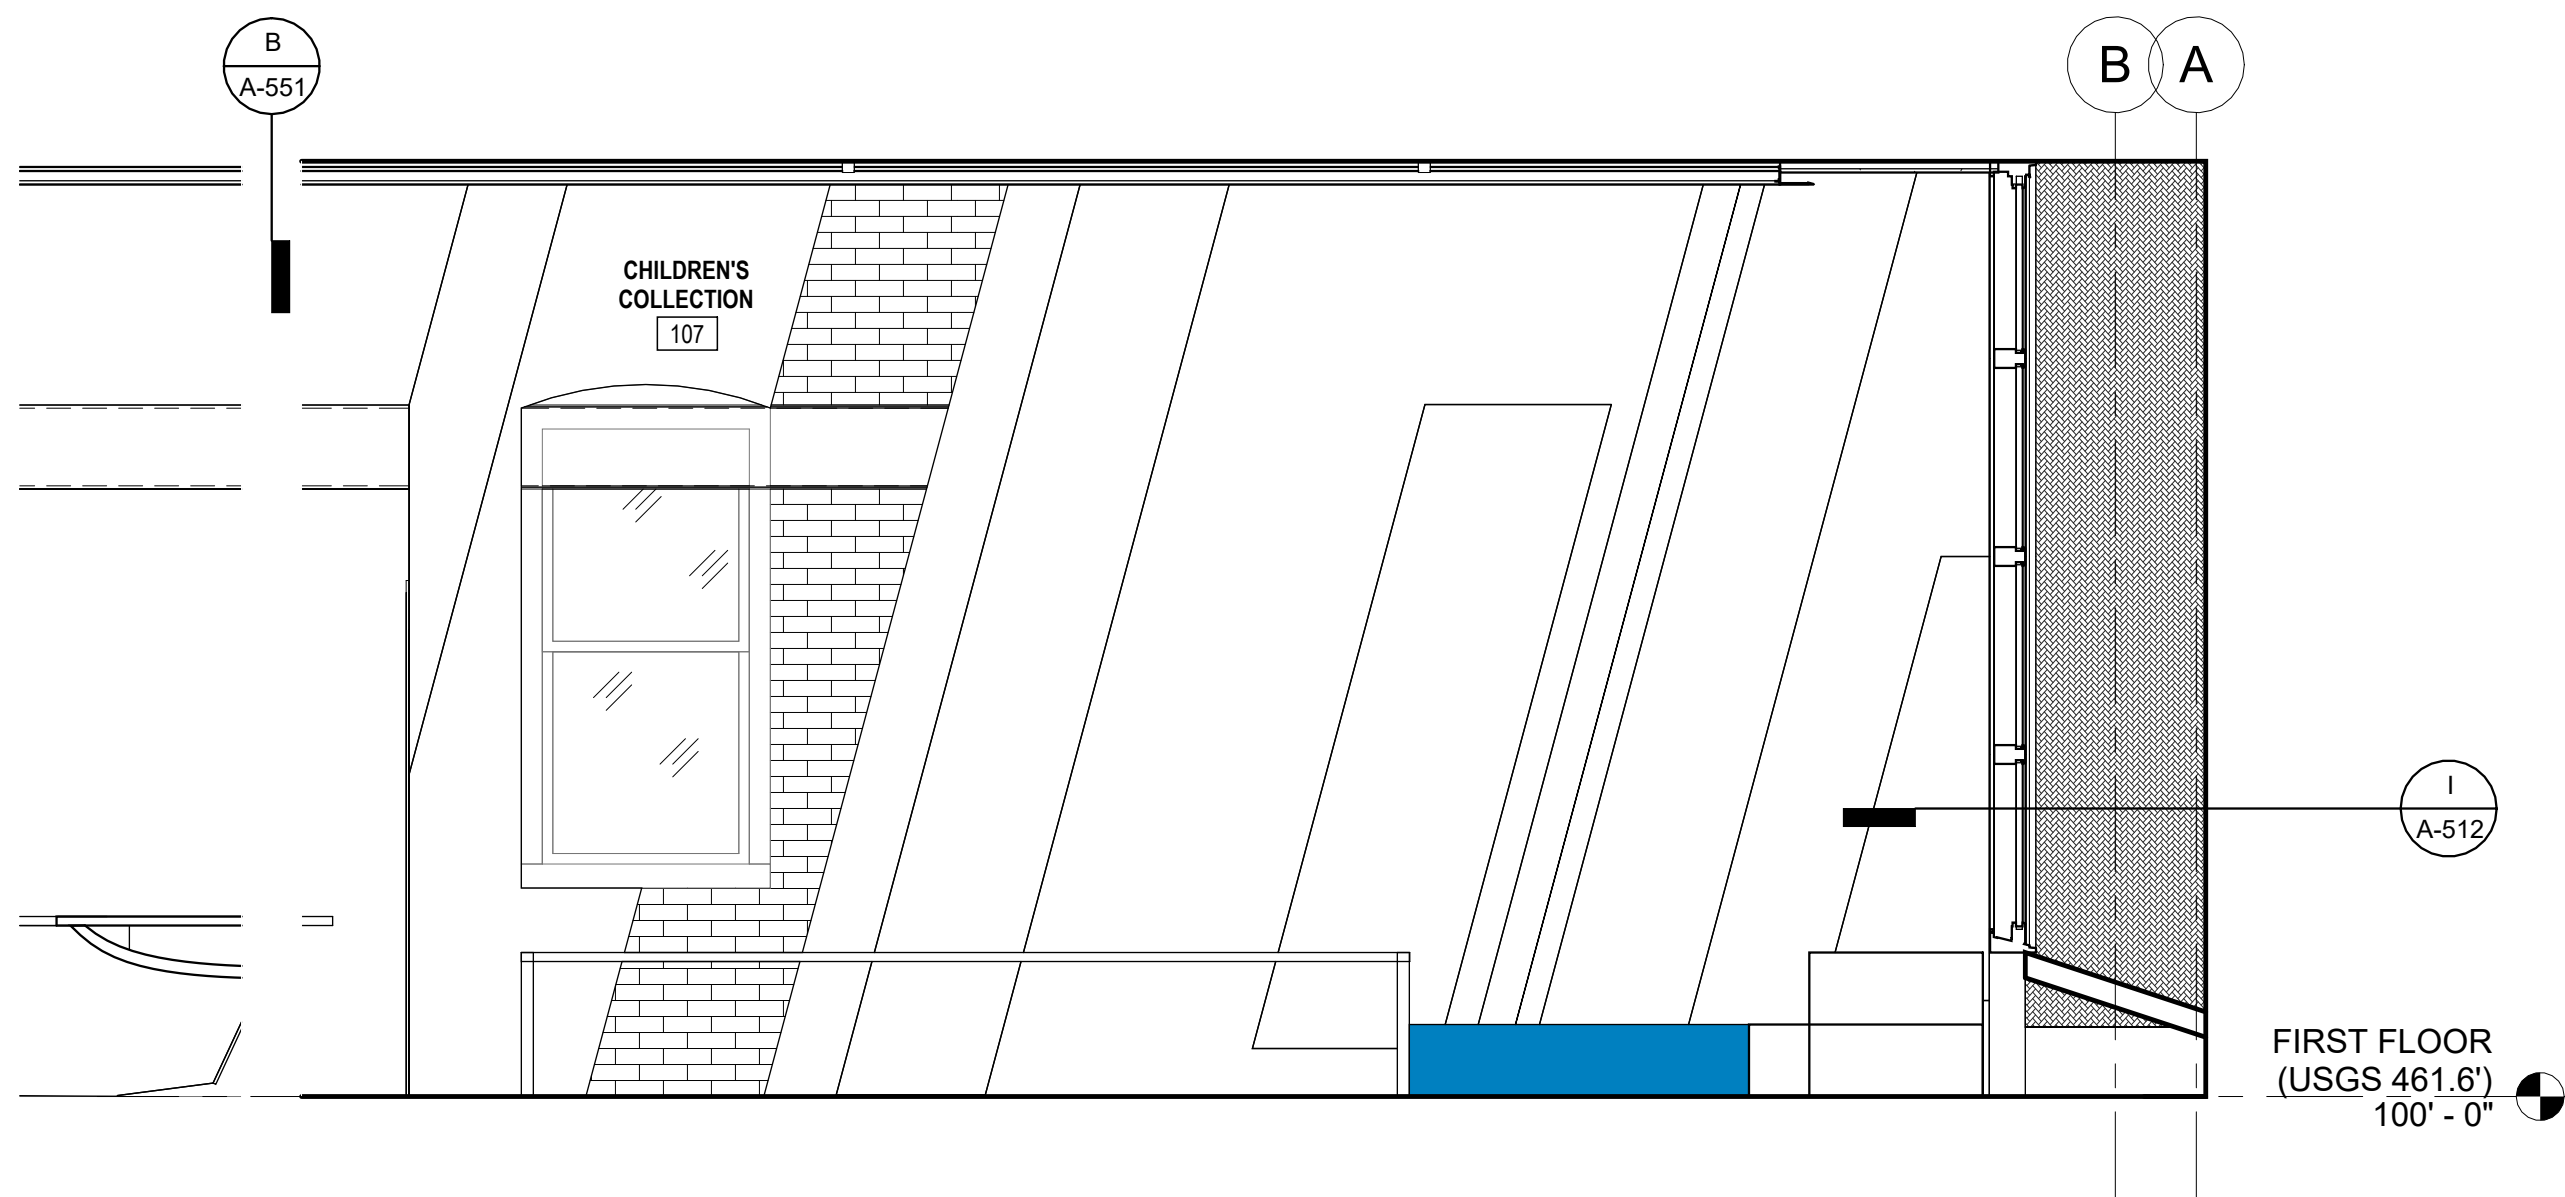 B
A-551
B
A
CHILDREN'S
COLLECTION
107
I
A-512
FIRST FLOOR
(USGS 461.6')
100' - 0"